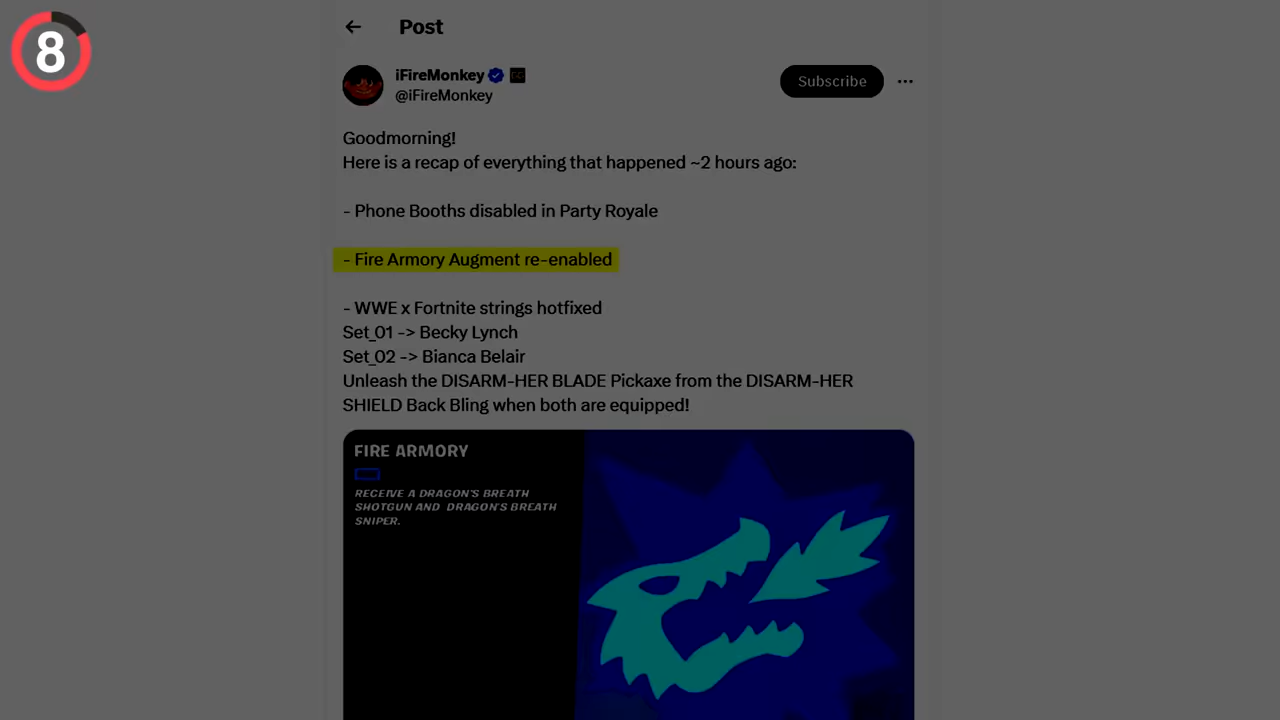 8
Post
iFireMonkey
@iFireMonkey
Subscribe
Goodmorning!
Here is a recap of everything that happened ~2 hours ago:
- Phone Booths disabled in Party Royale
- Fire Armory Augment re-enabled
- WWE x Fortnite strings hotfixed
Set_01 -> Becky Lynch
Set_02 -> Bianca Belair
Unleash the DISARM-HER BLADE Pickaxe from the DISARM-HER
SHIELD Back Bling when both are equipped!
FIRE ARMORY
RECEIVE A DRAGON'S BREATH
SHOTGUN AND DRAGON'S BREATH
SNIPER.